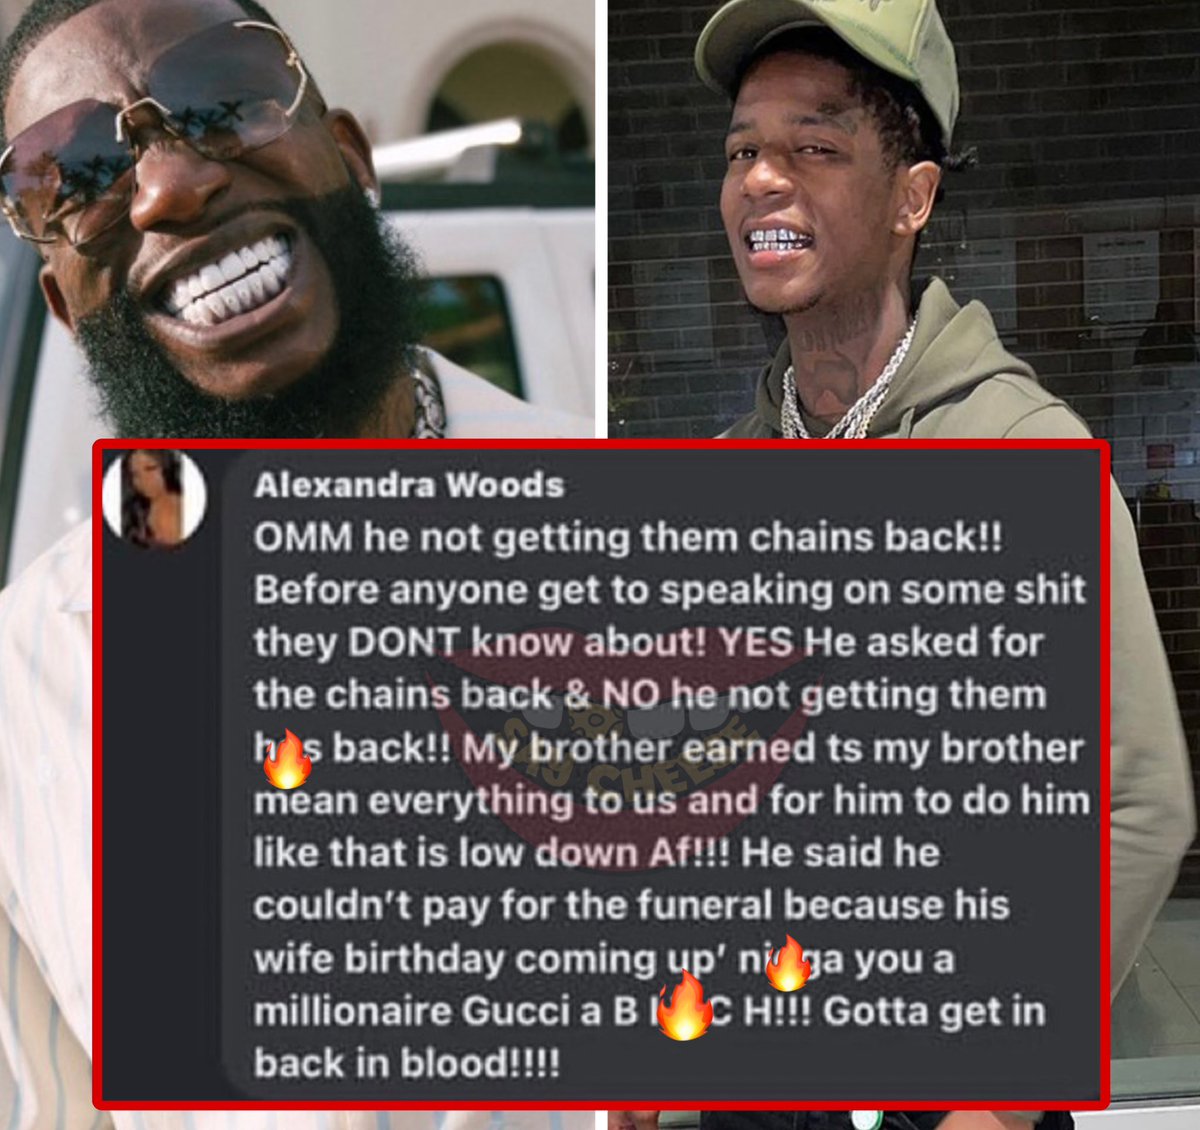 Alexandra Woods
OMM he not getting them chains back!!
Before anyone get to speaking on some shit
they DONT know about! YES He asked for
the chains back & NO he not getting them
h🔥s back!! My brother earned ts my brother
mean everything to us and for him to do him
like that is low down Af!!! He said he
couldn't pay for the funeral because his
wife birthday coming up' ni🔥ga you a
millionaire Gucci a B I🔥C H!!! Gotta get in
back in blood!!!!
SAY CHEESE